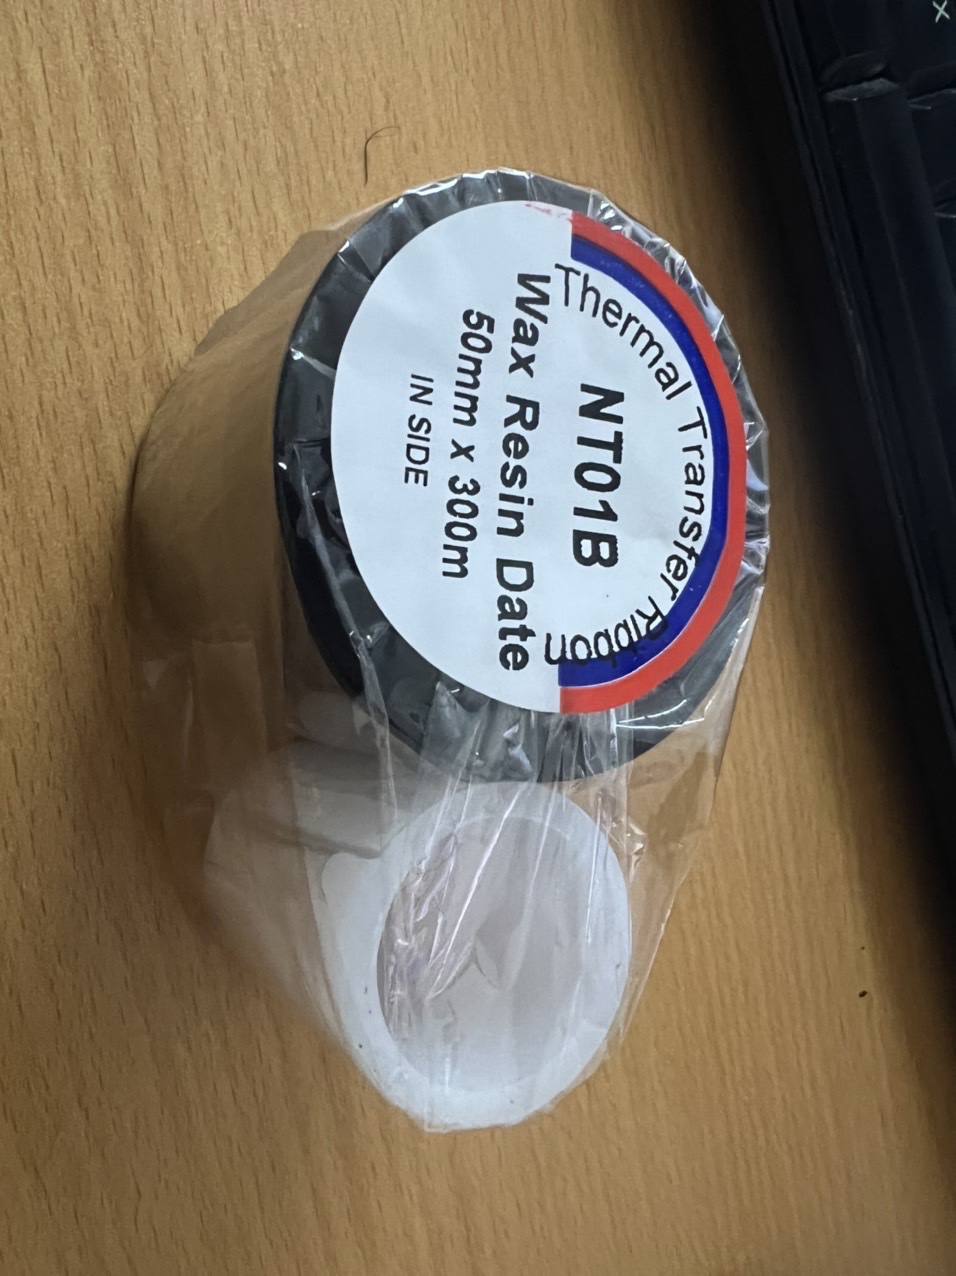 Thermal Transfer Ribbon
NT01B
Wax Resin Date
50mm x 300m
IN SIDE